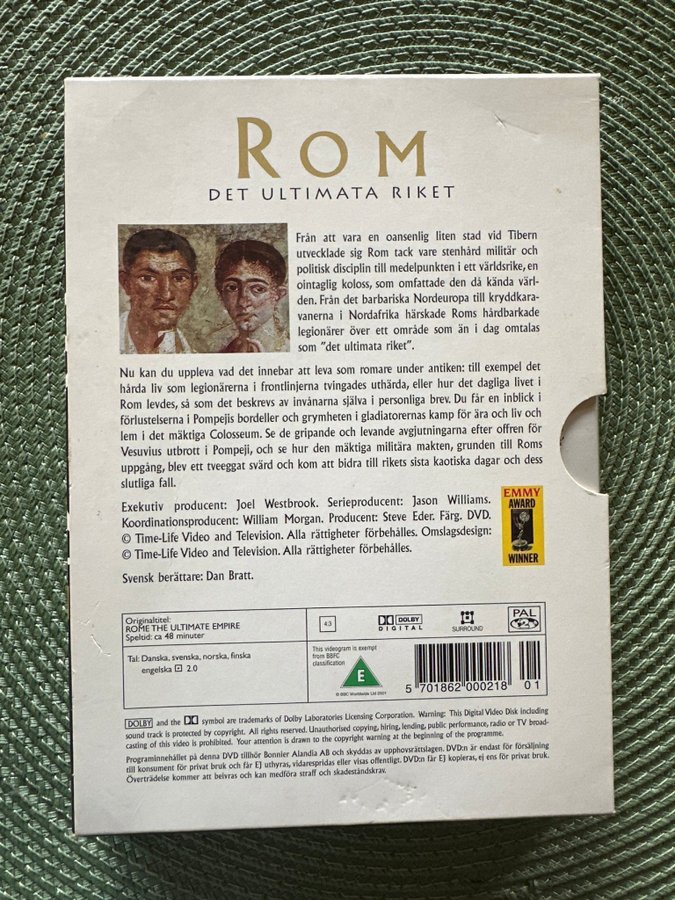 ROM
DET ULTIMATA RIKET
Från att vara en oansenlig liten stad vid Tibern
utvecklade sig Rom tack vare stenhård militär och
politisk disciplin till medelpunkten i ett världsrike, en
ointaglig koloss, som omfattade den då kända värl-
den. Från det barbariska Nordeuropa till kryddkara-
vanerna i Nordafrika härskade Roms hårdbarkade
legionärer över ett område som än i dag omtalas
som "det ultimata riket".
Nu kan du uppleva vad det innebar att leva som romare under antiken: till exempel det
hårda liv som legionärerna i frontlinjerna tvingades uthärda, eller hur det dagliga livet i
Rom levdes, så som det beskrevs av invånarna själva i personliga brev. Du får en inblick i
förlustelserna i Pompejis bordeller och grymheten i gladiatorernas kamp för ära och liv och
lem i det mäktiga Colosseum. Se de gripande och levande avgjutningarna efter offren för
Vesuvius utbrott i Pompeji, och se hur den mäktiga militära makten, grunden till Roms
uppgång, blev ett tveeggat svärd och kom att bidra till rikets sista kaotiska dagar och dess
slutliga fall.
Exekutiv producent: Joel Westbrook. Serieproducent: Jason Williams.
Koordinationsproducent: William Morgan. Producent: Steve Eder. Färg. DVD.
© Time-Life Video and Television. Alla rättigheter förbehålles. Omslagsdesign:
© Time-Life Video and Television. Alla rättigheter förbehålles.
EMMY
AWARD
WINNER
Svensk berättare: Dan Bratt.
Originaltitel:
ROME THE ULTIMATE EMPIRE
Speltid: ca 48 minuter
Tal: Danska, svenska, norska, finska
engelska 2.0
4:3
DOLBY
DIGITAL
SURROUND
PAL
This videogram is exempt
from BBFC
classification
E
© BBC Worldwide Ltd 2001
5 701862 000218 01
DOLBY and the symbol are trademarks of Dolby Laboratories Licensing Corporation. Warning: This Digital Video Disk including
sound track is protected by copyright. All rights reserved. Unauthorised copying, hiring, lending, public performance, radio or TV broad-
casting of this video is prohibited. Your attention is drawn to the copyright warning at the beginning of the programme.
Programinnehållet på denna DVD tillhör Bonnier Alandia AB och skyddas av upphovsrättslagen. DVD:n är endast för försäljning
till konsument för privat bruk och får EJ uthyras, vidarespridas eller visas offentligt. DVD:n får EJ kopieras, ej ens för privat bruk.
Överträdelse kommer att beivras och kan medföra straff och skadeståndskrav.